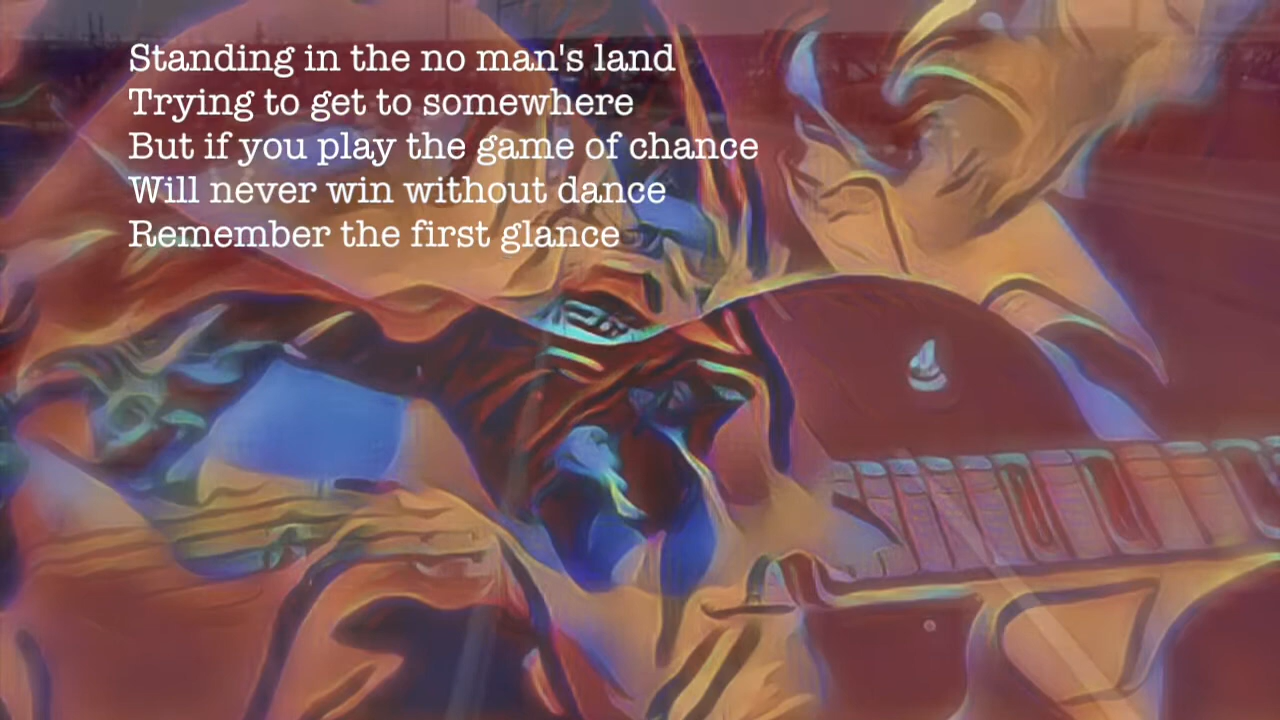 Standing in the no man's land
Trying to get to somewhere
But if you play the game of chance
Will never win without dance
Remember the first glance